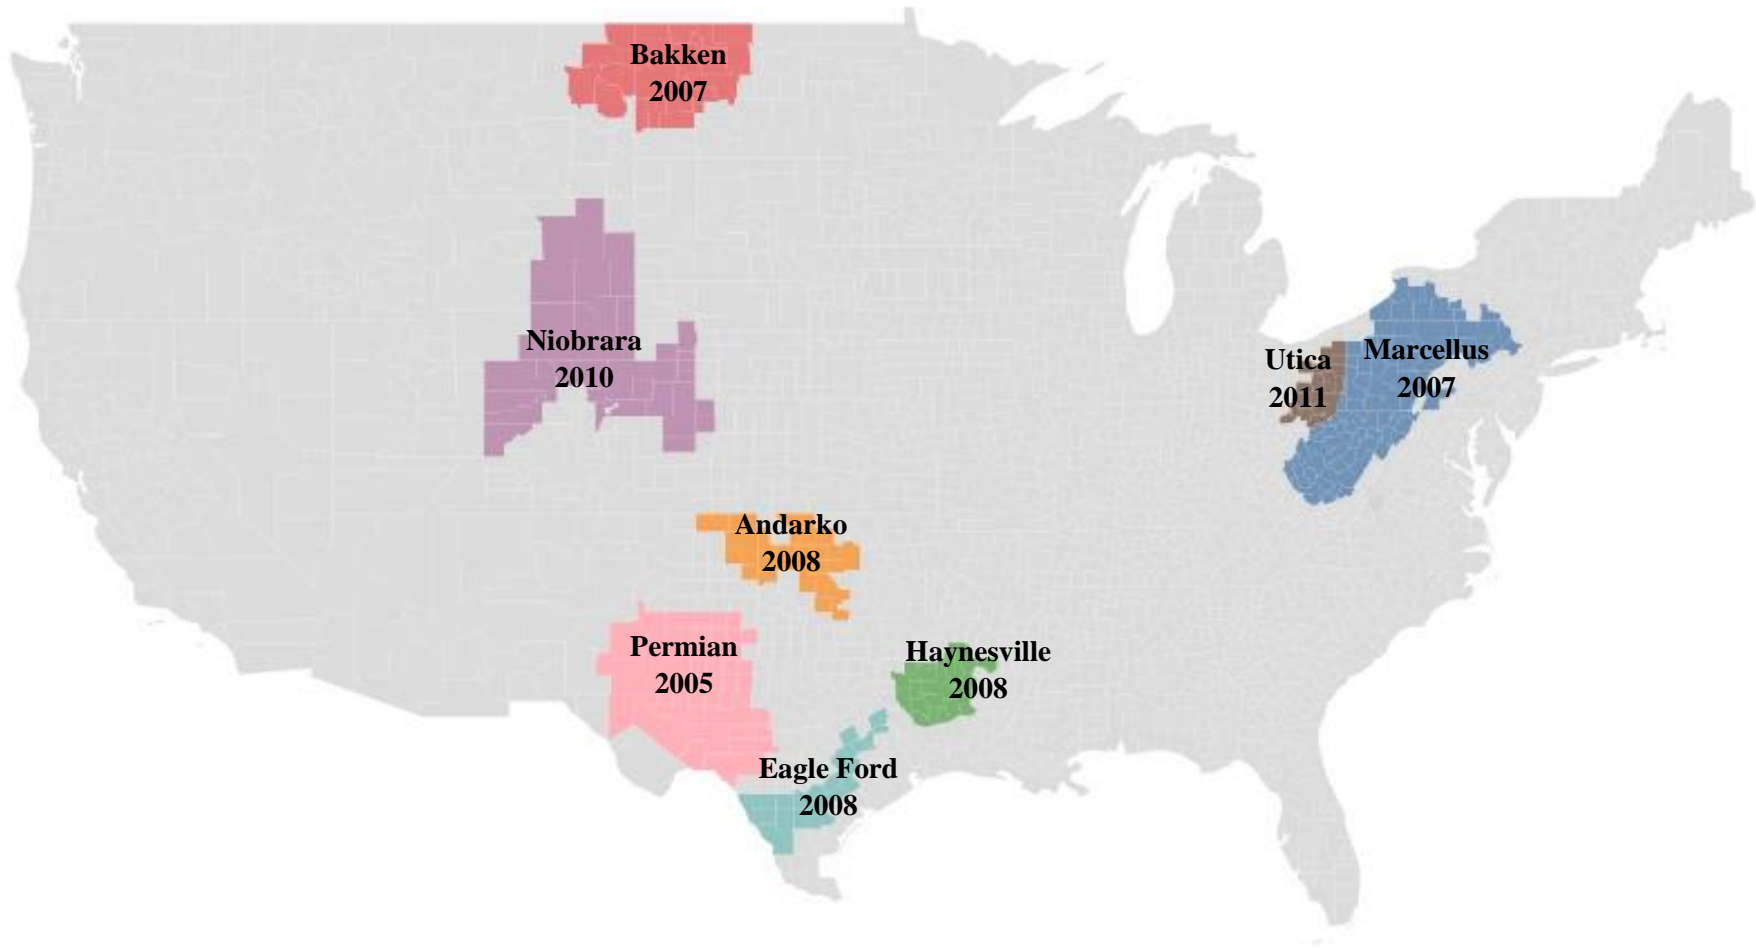 Bakken
2007
Niobrara
2010
Utica
2011
Marcellus
2007
Andarko
2008
Permian
2005
Haynesville
2008
Eagle Ford
2008